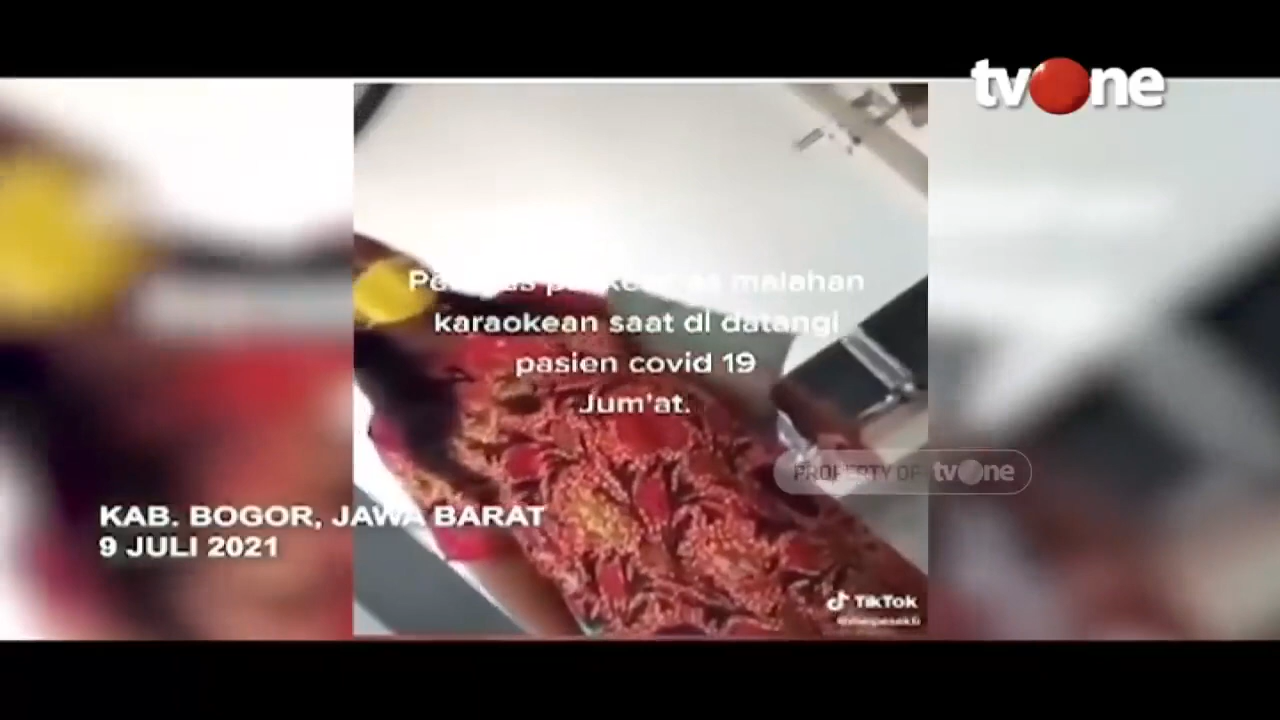 tvOne
malahan
karaokean saat di datangi
pasien covid 19
Jum'at.
PROPERTY OF tvOne
KAB. BOGOR, JAWA BARAT
9 JULI 2021
TikTok